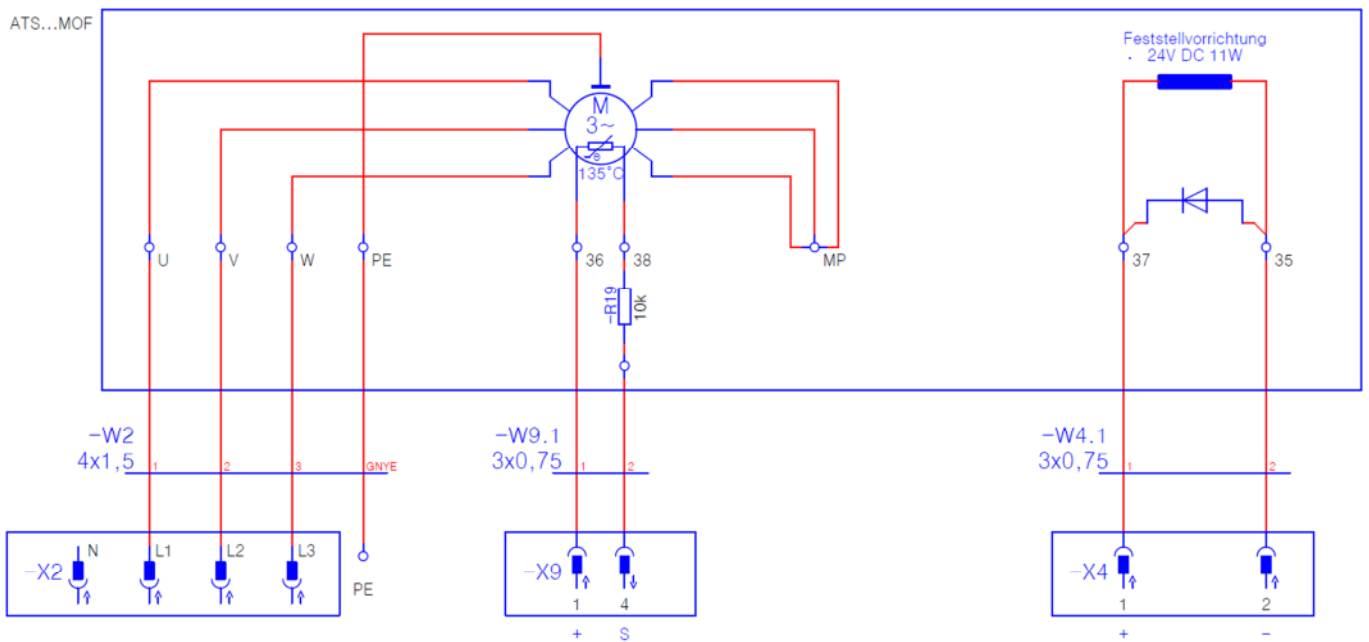 ATS...MOF
Feststellvorrichtung
. 24V DC 11W
M
3~
135°C
U
V
W
PE
36
38
MP
37
35
-R19
10k
-W2
4x1,5
1
2
3
GNYE
-W9.1
3x0,75
1
2
-W4.1
3x0,75
1
2
-X2
N
L1
L2
L3
PE
-X9
1
4
+
S
-X4
1
2
+
-